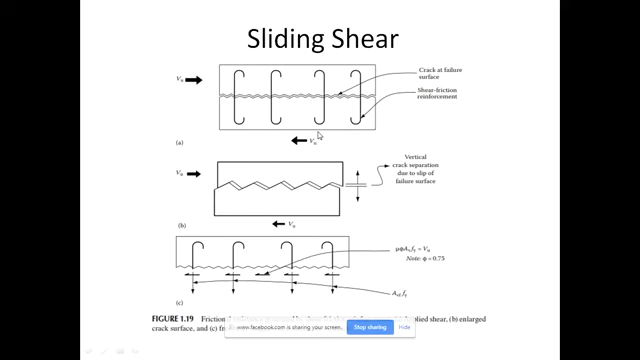 Sliding Shear
Vu
Crack at failure
surface
Shear-friction
reinforcement
Vu
(a)
Vu
Vertical
crack separation
due to slip of
failure surface
Vu
(b)
μφAvf fy = Vu
Note: φ = 0.75
Avf fy
(c)
FIGURE 1.19 applied shear, (b) enlarged
crack surface, and (c)
www.facebook.com is sharing your screen.
Stop sharing
Hide